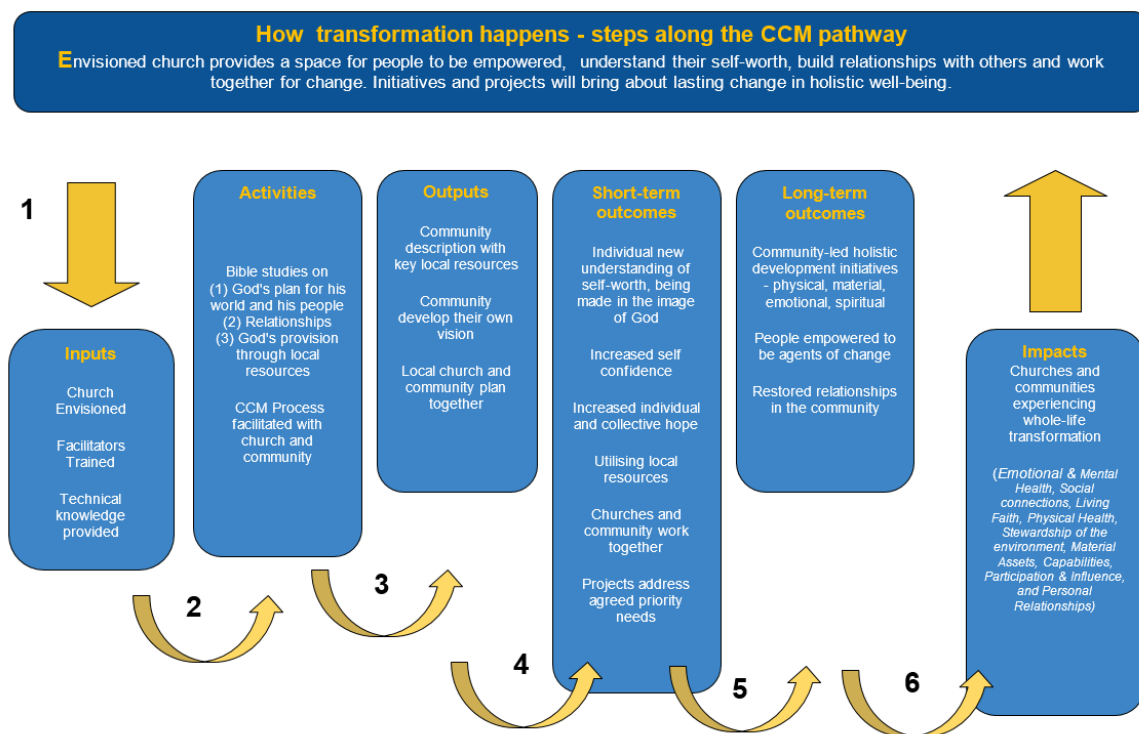 How transformation happens - steps along the CCM pathway
Envisioned church provides a space for people to be empowered, understand their self-worth, build relationships with others and work
together for change. Initiatives and projects will bring about lasting change in holistic well-being.
1
Inputs
Church
Envisioned
Facilitators
Trained
Technical
knowledge
provided
2
Activities
Bible studies on
(1) God's plan for his
world and his people
(2) Relationships
(3) God's provision
through local
resources
CCM Process
facilitated with
church and
community
3
Outputs
Community
description with
key local resources
Community
develop their own
vision
Local church and
community plan
together
4
Short-term
outcomes
Individual new
understanding of
self-worth, being
made in the image
of God
Increased self
confidence
Increased individual
and collective hope
Utilising local
resources
Churches and
community work
together
Projects address
agreed priority
needs
5
Long-term
outcomes
Community-led holistic
development initiatives
- physical, material,
emotional, spiritual
People empowered to
be agents of change
Restored relationships
in the community
6
Impacts
Churches and
communities
experiencing
whole-life
transformation
(Emotional & Mental
Health, Social
connections, Living
Faith, Physical Health,
Stewardship of the
environment, Material
Assets, Capabilities,
Participation & Influence,
and Personal
Relationships)